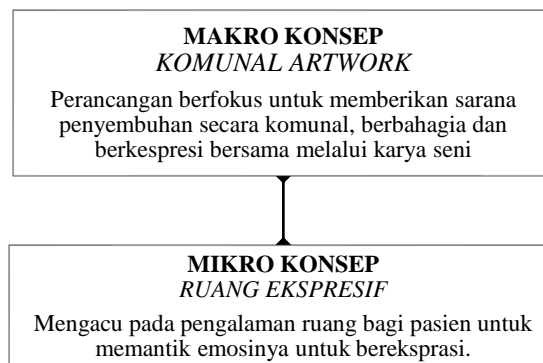 MAKRO KONSEP
KOMUNAL ARTWORK
Perancangan berfokus untuk memberikan sarana
penyembuhan secara komunal, berbahagia dan
berkespresi bersama melalui karya seni
MIKRO KONSEP
RUANG EKSPRESIF
Mengacu pada pengalaman ruang bagi pasien untuk
memantik emosinya untuk bereksprasi.